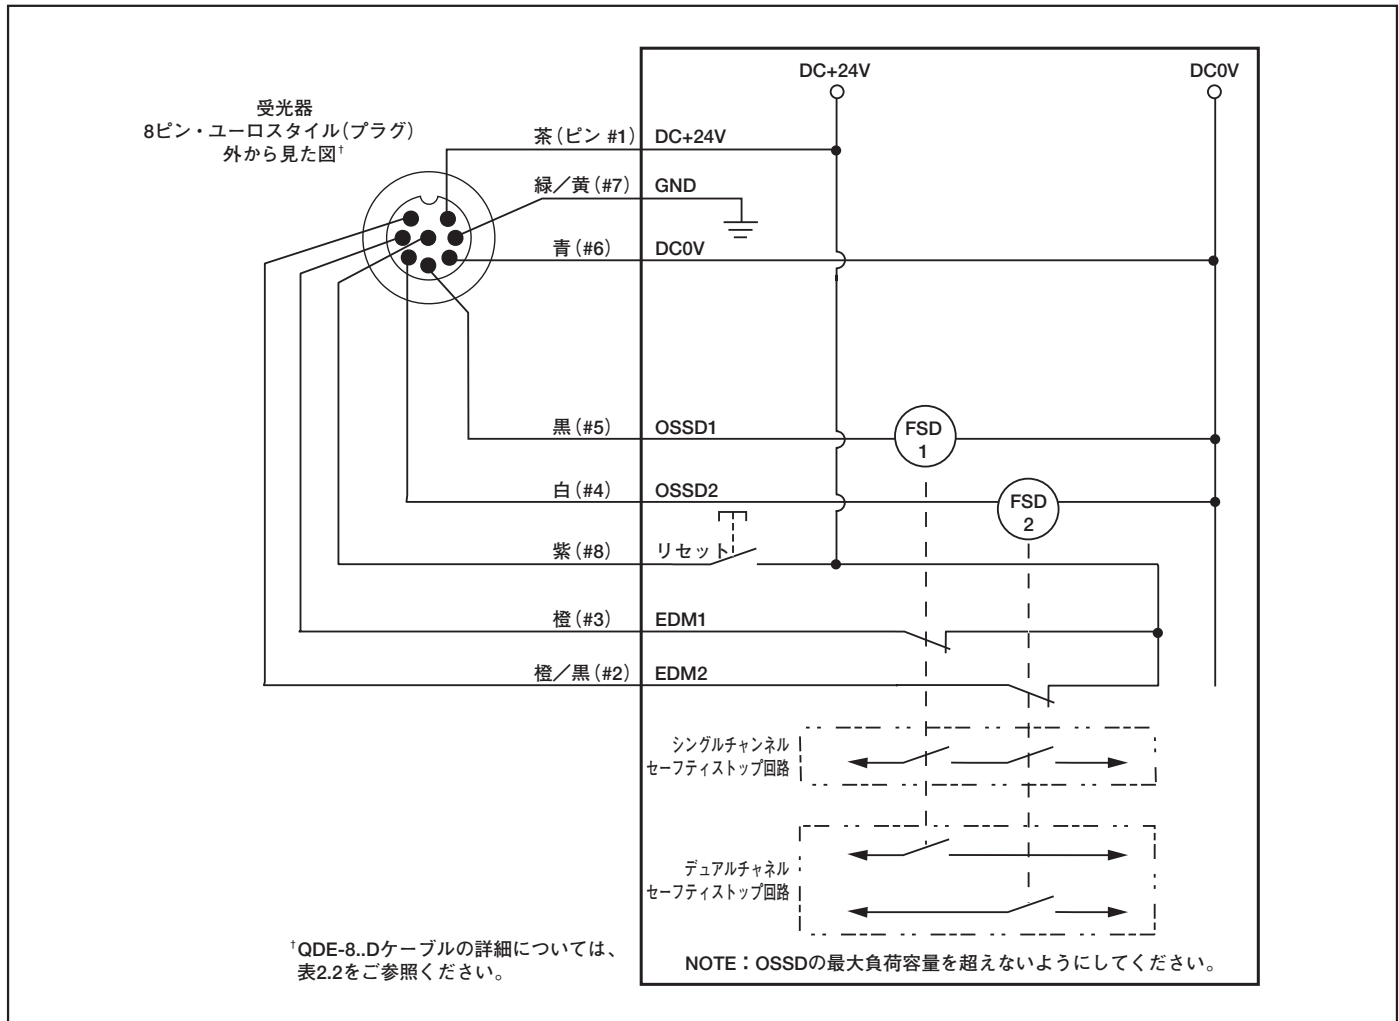 DC+24V
DC0V
受光器
8ピン・ユーロスタイル(プラグ)
外から見た図†
茶(ピン #1)
DC+24V
緑/黄(#7)
GND
青(#6)
DC0V
黒(#5)
OSSD1
FSD
1
白(#4)
OSSD2
FSD
2
紫(#8)
リセット
橙(#3)
EDM1
橙/黒(#2)
EDM2
シングルチャンネル
セーフティストップ回路
デュアルチャネル
セーフティストップ回路
†QDE-8..Dケーブルの詳細については、
表2.2をご参照ください。
NOTE:OSSDの最大負荷容量を超えないようにしてください。